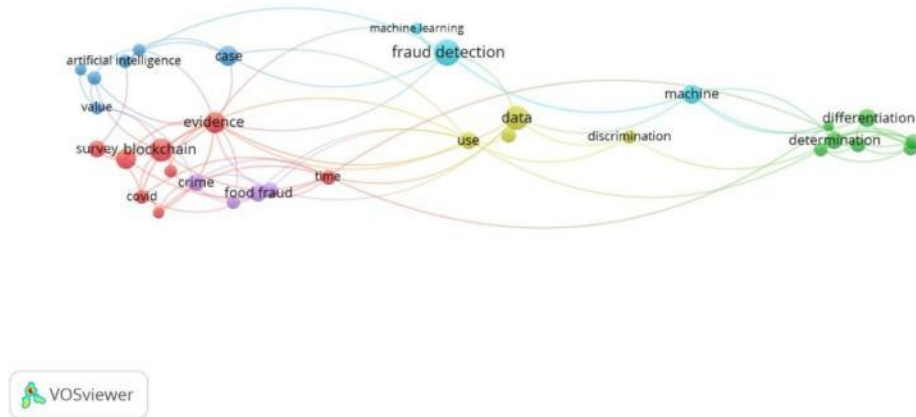 machine learning
fraud detection
artificial intelligence
case
value
machine
evidence
data
differentiation
use
discrimination
determination
survey blockchain
crime
food fraud
time
covid
VOSviewer